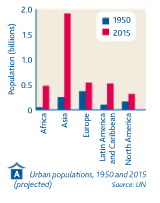 2.0
1.5
1.0
0.5
0
Population (billions)
1950
2015
Africa
Asia
Europe
Latin America
and Caribbean
North America
A
Urban populations, 1950 and 2015
(projected)
Source: UN